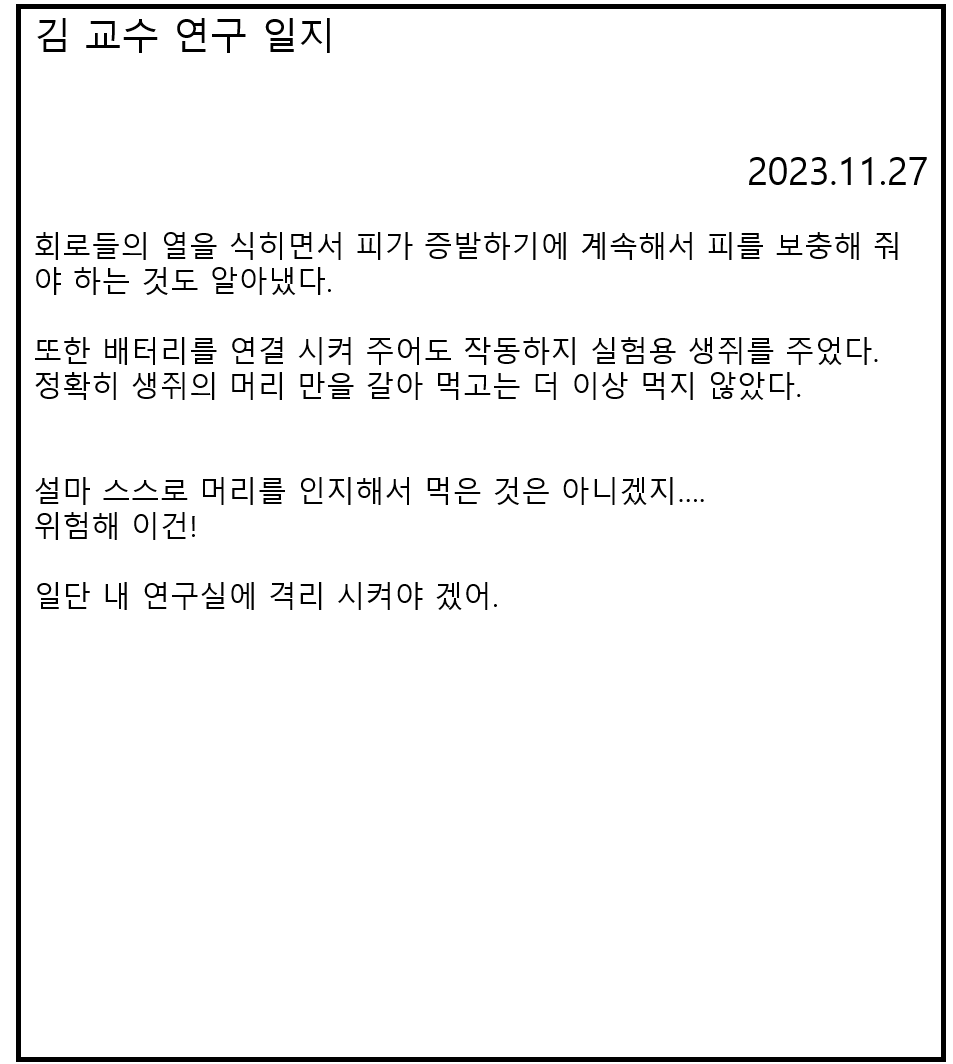 김 교수 연구 일지
2023.11.27
회로들의 열을 식히면서 피가 증발하기에 계속해서 피를 보충해 줘
야 하는 것도 알아냈다.
또한 배터리를 연결 시켜 주어도 작동하지 실험용 생쥐를 주었다.
정확히 생쥐의 머리 만을 갈아 먹고는 더 이상 먹지 않았다.
설마 스스로 머리를 인지해서 먹은 것은 아니겠지....
위험해 이건!
일단 내 연구실에 격리 시켜야 겠어.